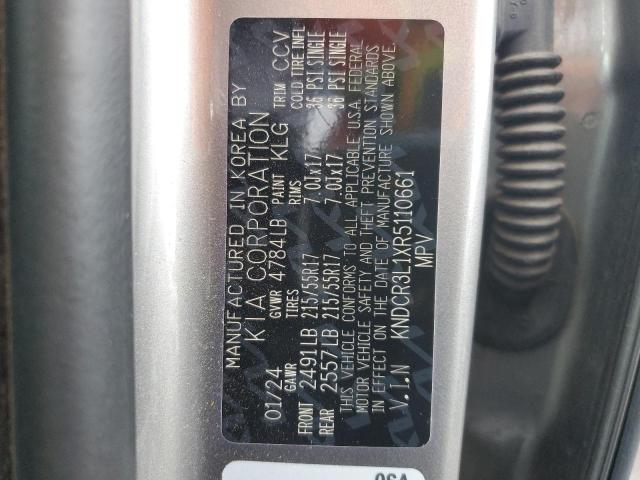 MANUFACTURED IN KOREA BY
KIA CORPORATION
01/24 GVWR 4784LB PAINT KLG TRIM CCV
GAWR TIRES RIMS COLD TIRE INFL
FRONT 2491LB 215/55R17 7.0Jx17 36 PSI SINGLE
REAR 2557LB 215/55R17 7.0Jx17 36 PSI SINGLE
THIS VEHICLE CONFORMS TO ALL APPLICABLE U.S.A. FEDERAL
MOTOR VEHICLE SAFETY AND THEFT PREVENTION STANDARDS
IN EFFECT ON THE DATE OF MANUFACTURE SHOWN ABOVE.
V.I.N KNDCR3L1XR5110661
MPV